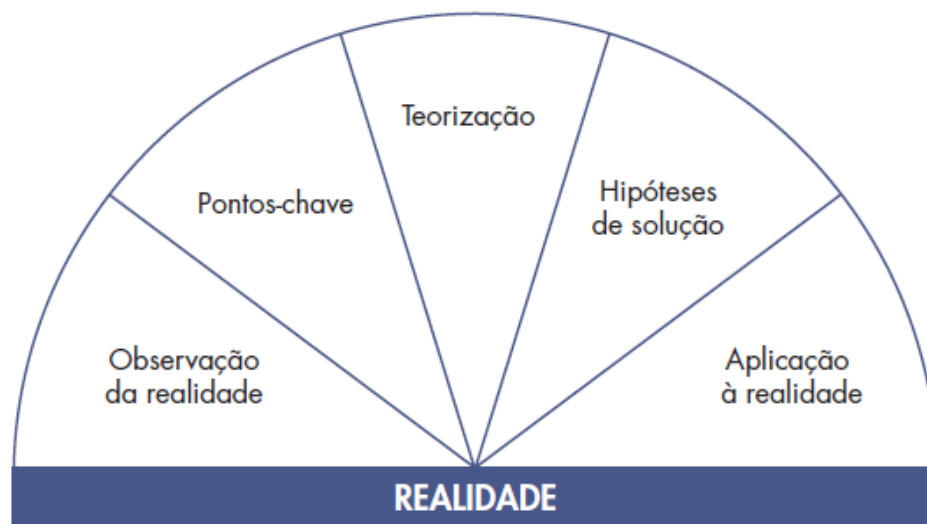 Observação
da realidade
Pontos-chave
Teorização
Hipóteses
de solução
Aplicação
à realidade
REALIDADE